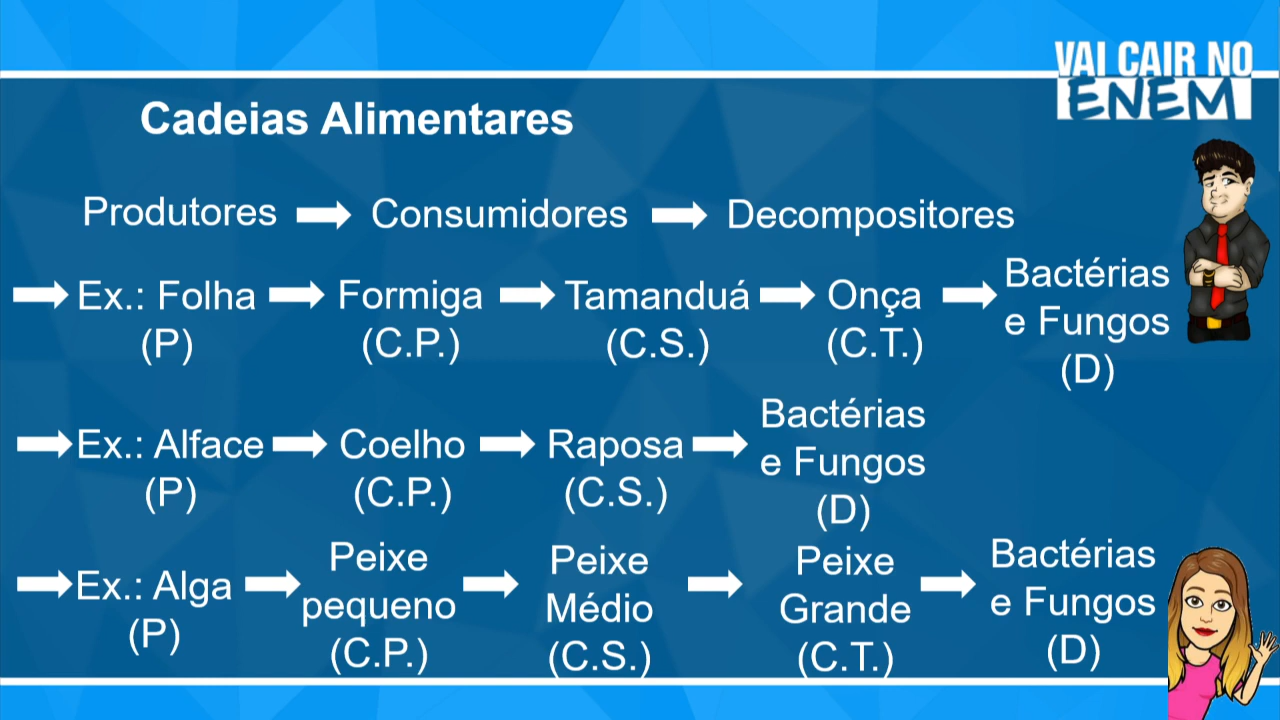 VAI CAIR NO
ENEM
Cadeias Alimentares
Produtores Consumidores Decompositores
Ex.: Folha Formiga Tamanduá Onça Bactérias
e Fungos
(P) (C.P.) (C.S.) (C.T.) (D)
Ex.: Alface Coelho Raposa Bactérias
e Fungos
(P) (C.P.) (C.S.) (D)
Ex.: Alga Peixe Peixe Peixe Bactérias
pequeno Médio Grande e Fungos
(P) (C.P.) (C.S.) (C.T.) (D)